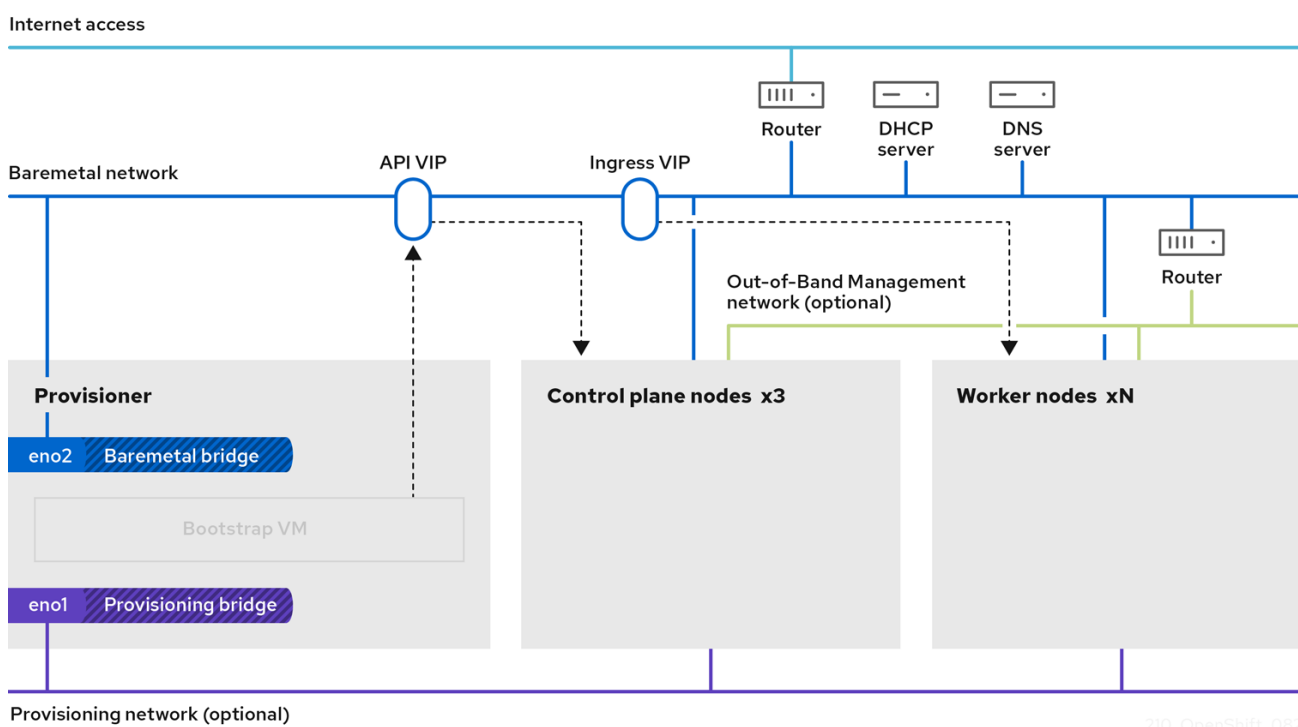 Internet access
Router
DHCP
server
DNS
server
Baremetal network
API VIP
Ingress VIP
Router
Out-of-Band Management
network (optional)
Provisioner
Control plane nodes x3
Worker nodes xN
eno2
Baremetal bridge
Bootstrap VM
eno1
Provisioning bridge
Provisioning network (optional)
210_OpenShift